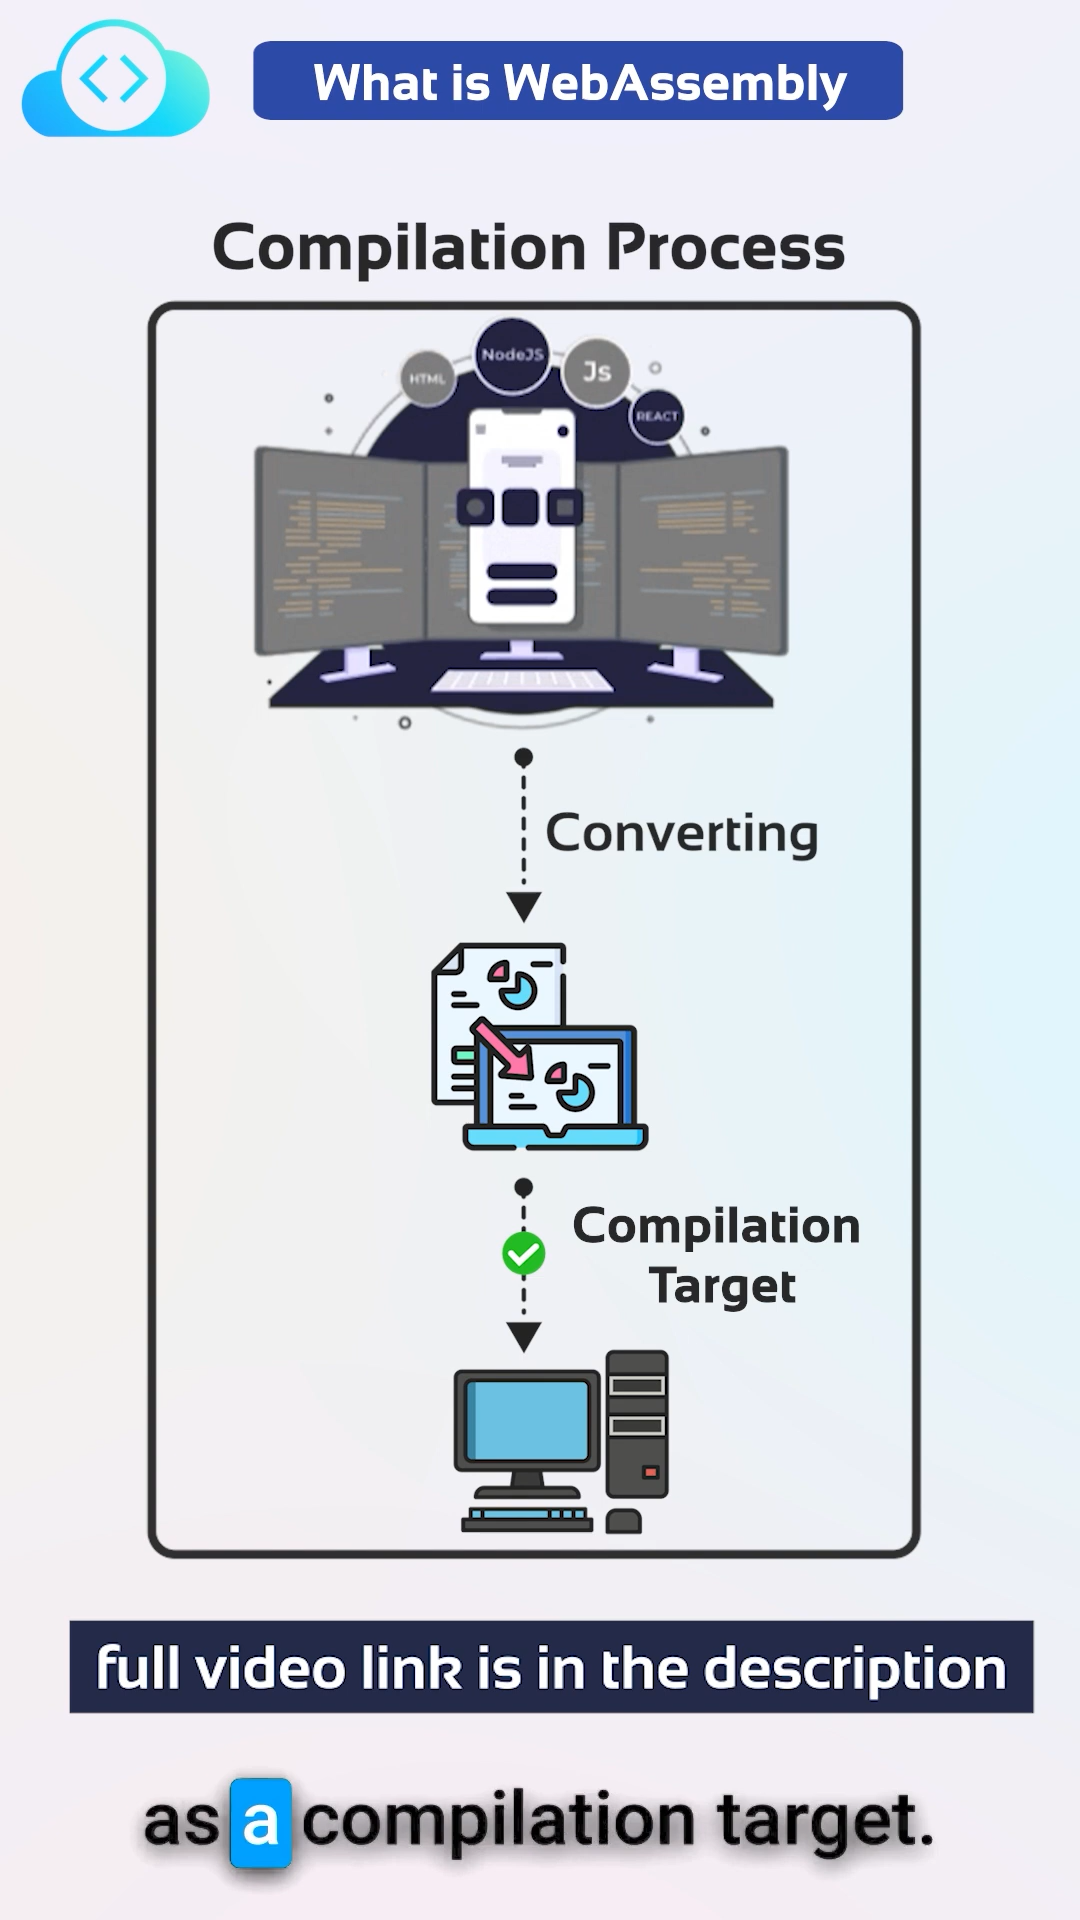 What is WebAssembly
Compilation Process
HTML
NodeJS
Js
REACT
Converting
Compilation
Target
full video link is in the description
as a compilation target.